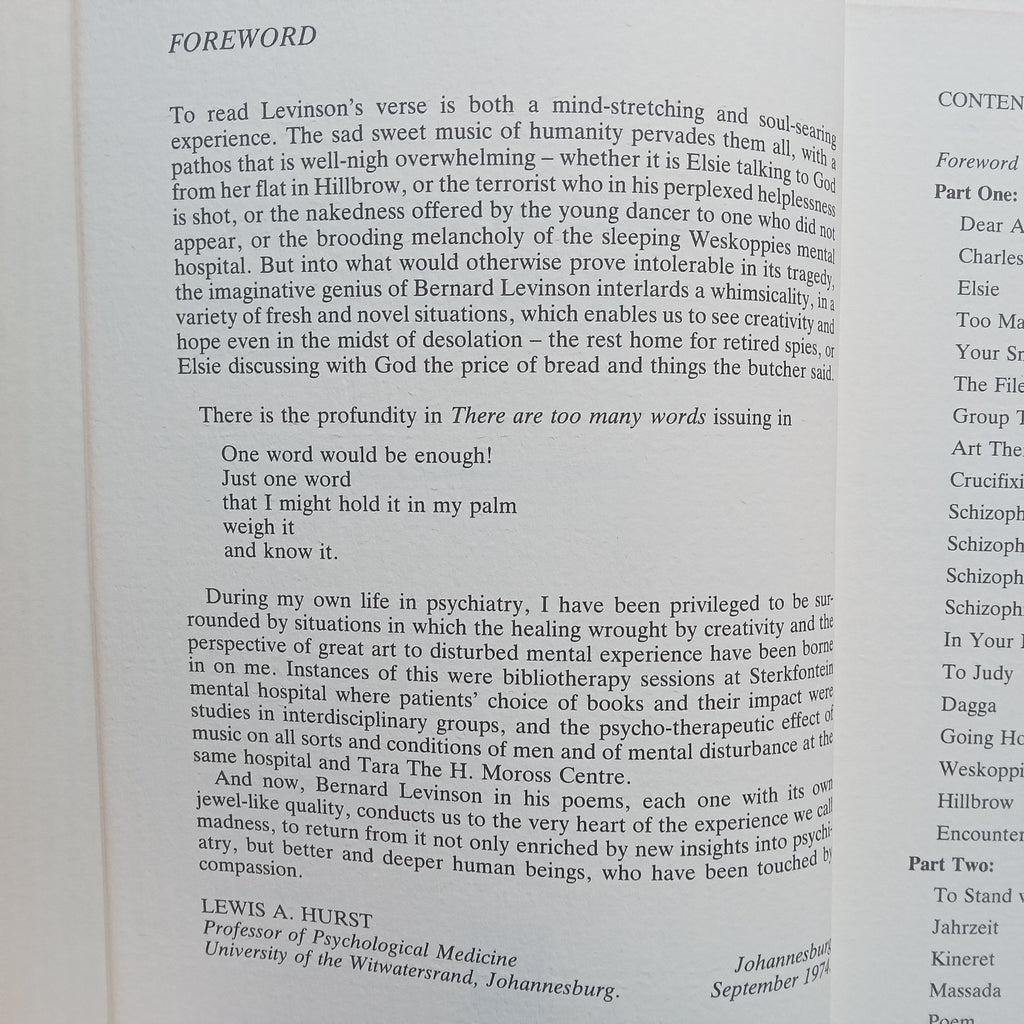 FOREWORD
To read Levinson's verse is both a mind-stretching and soul-searing
experience. The sad sweet music of humanity pervades them all, with a
pathos that is well-nigh overwhelming – whether it is Elsie talking to God
from her flat in Hillbrow, or the terrorist who in his perplexed helplessness
is shot, or the nakedness offered by the young dancer to one who did not
appear, or the brooding melancholy of the sleeping Weskoppies mental
hospital. But into what would otherwise prove intolerable in its tragedy,
the imaginative genius of Bernard Levinson interlards a whimsicality, in a
variety of fresh and novel situations, which enables us to see creativity and
hope even in the midst of desolation – the rest home for retired spies, or
Elsie discussing with God the price of bread and things the butcher said.
There is the profundity in There are too many words issuing in
One word would be enough!
Just one word
that I might hold it in my palm
weigh it
and know it.
During my own life in psychiatry, I have been privileged to be sur-
rounded by situations in which the healing wrought by creativity and the
perspective of great art to disturbed mental experience have been borne
in on me. Instances of this were bibliotherapy sessions at Sterkfontein
mental hospital where patients' choice of books and their impact were
studies in interdisciplinary groups, and the psycho-therapeutic effect of
music on all sorts and conditions of men and of mental disturbance at the
same hospital and Tara The H. Moross Centre.
And now, Bernard Levinson in his poems, each one with its own
jewel-like quality, conducts us to the very heart of the experience we call
madness, to return from it not only enriched by new insights into psychi-
atry, but better and deeper human beings, who have been touched by
compassion.
LEWIS A. HURST
Professor of Psychological Medicine
University of the Witwatersrand, Johannesburg.
Johannesburg
September 1974.
CONTEN
Foreword
Part One:
Dear A
Charles
Elsie
Too Ma
Your Sm
The File
Group T
Art The
Crucifixi
Schizoph
Schizoph
Schizoph
Schizoph
In Your
To Judy
Dagga
Going Ho
Weskoppi
Hillbrow
Encounter
Part Two:
To Stand
Jahrzeit
Kineret
Massada
Poem